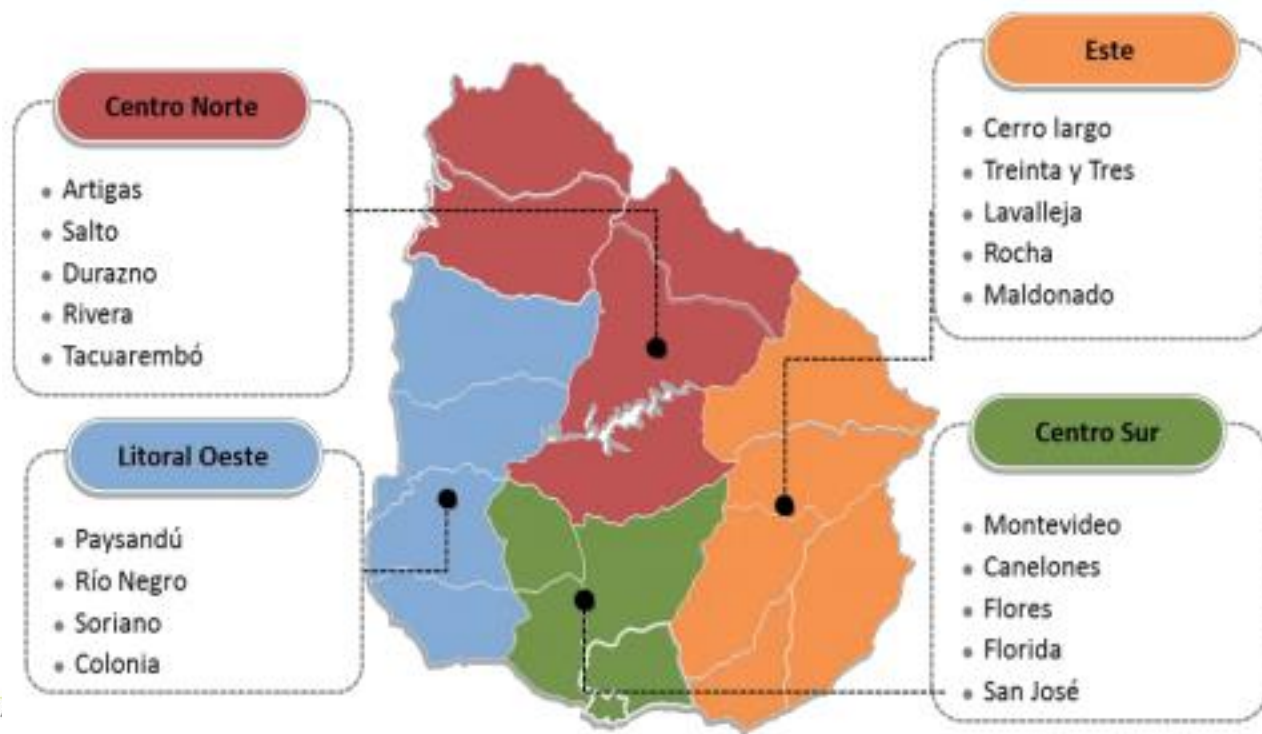 Centro Norte
• Artigas
• Salto
• Durazno
• Rivera
• Tacuarembó
Litoral Oeste
• Paysandú
• Río Negro
• Soriano
• Colonia
Este
• Cerro largo
• Treinta y Tres
• Lavalleja
• Rocha
• Maldonado
Centro Sur
• Montevideo
• Canelones
• Flores
• Florida
• San José